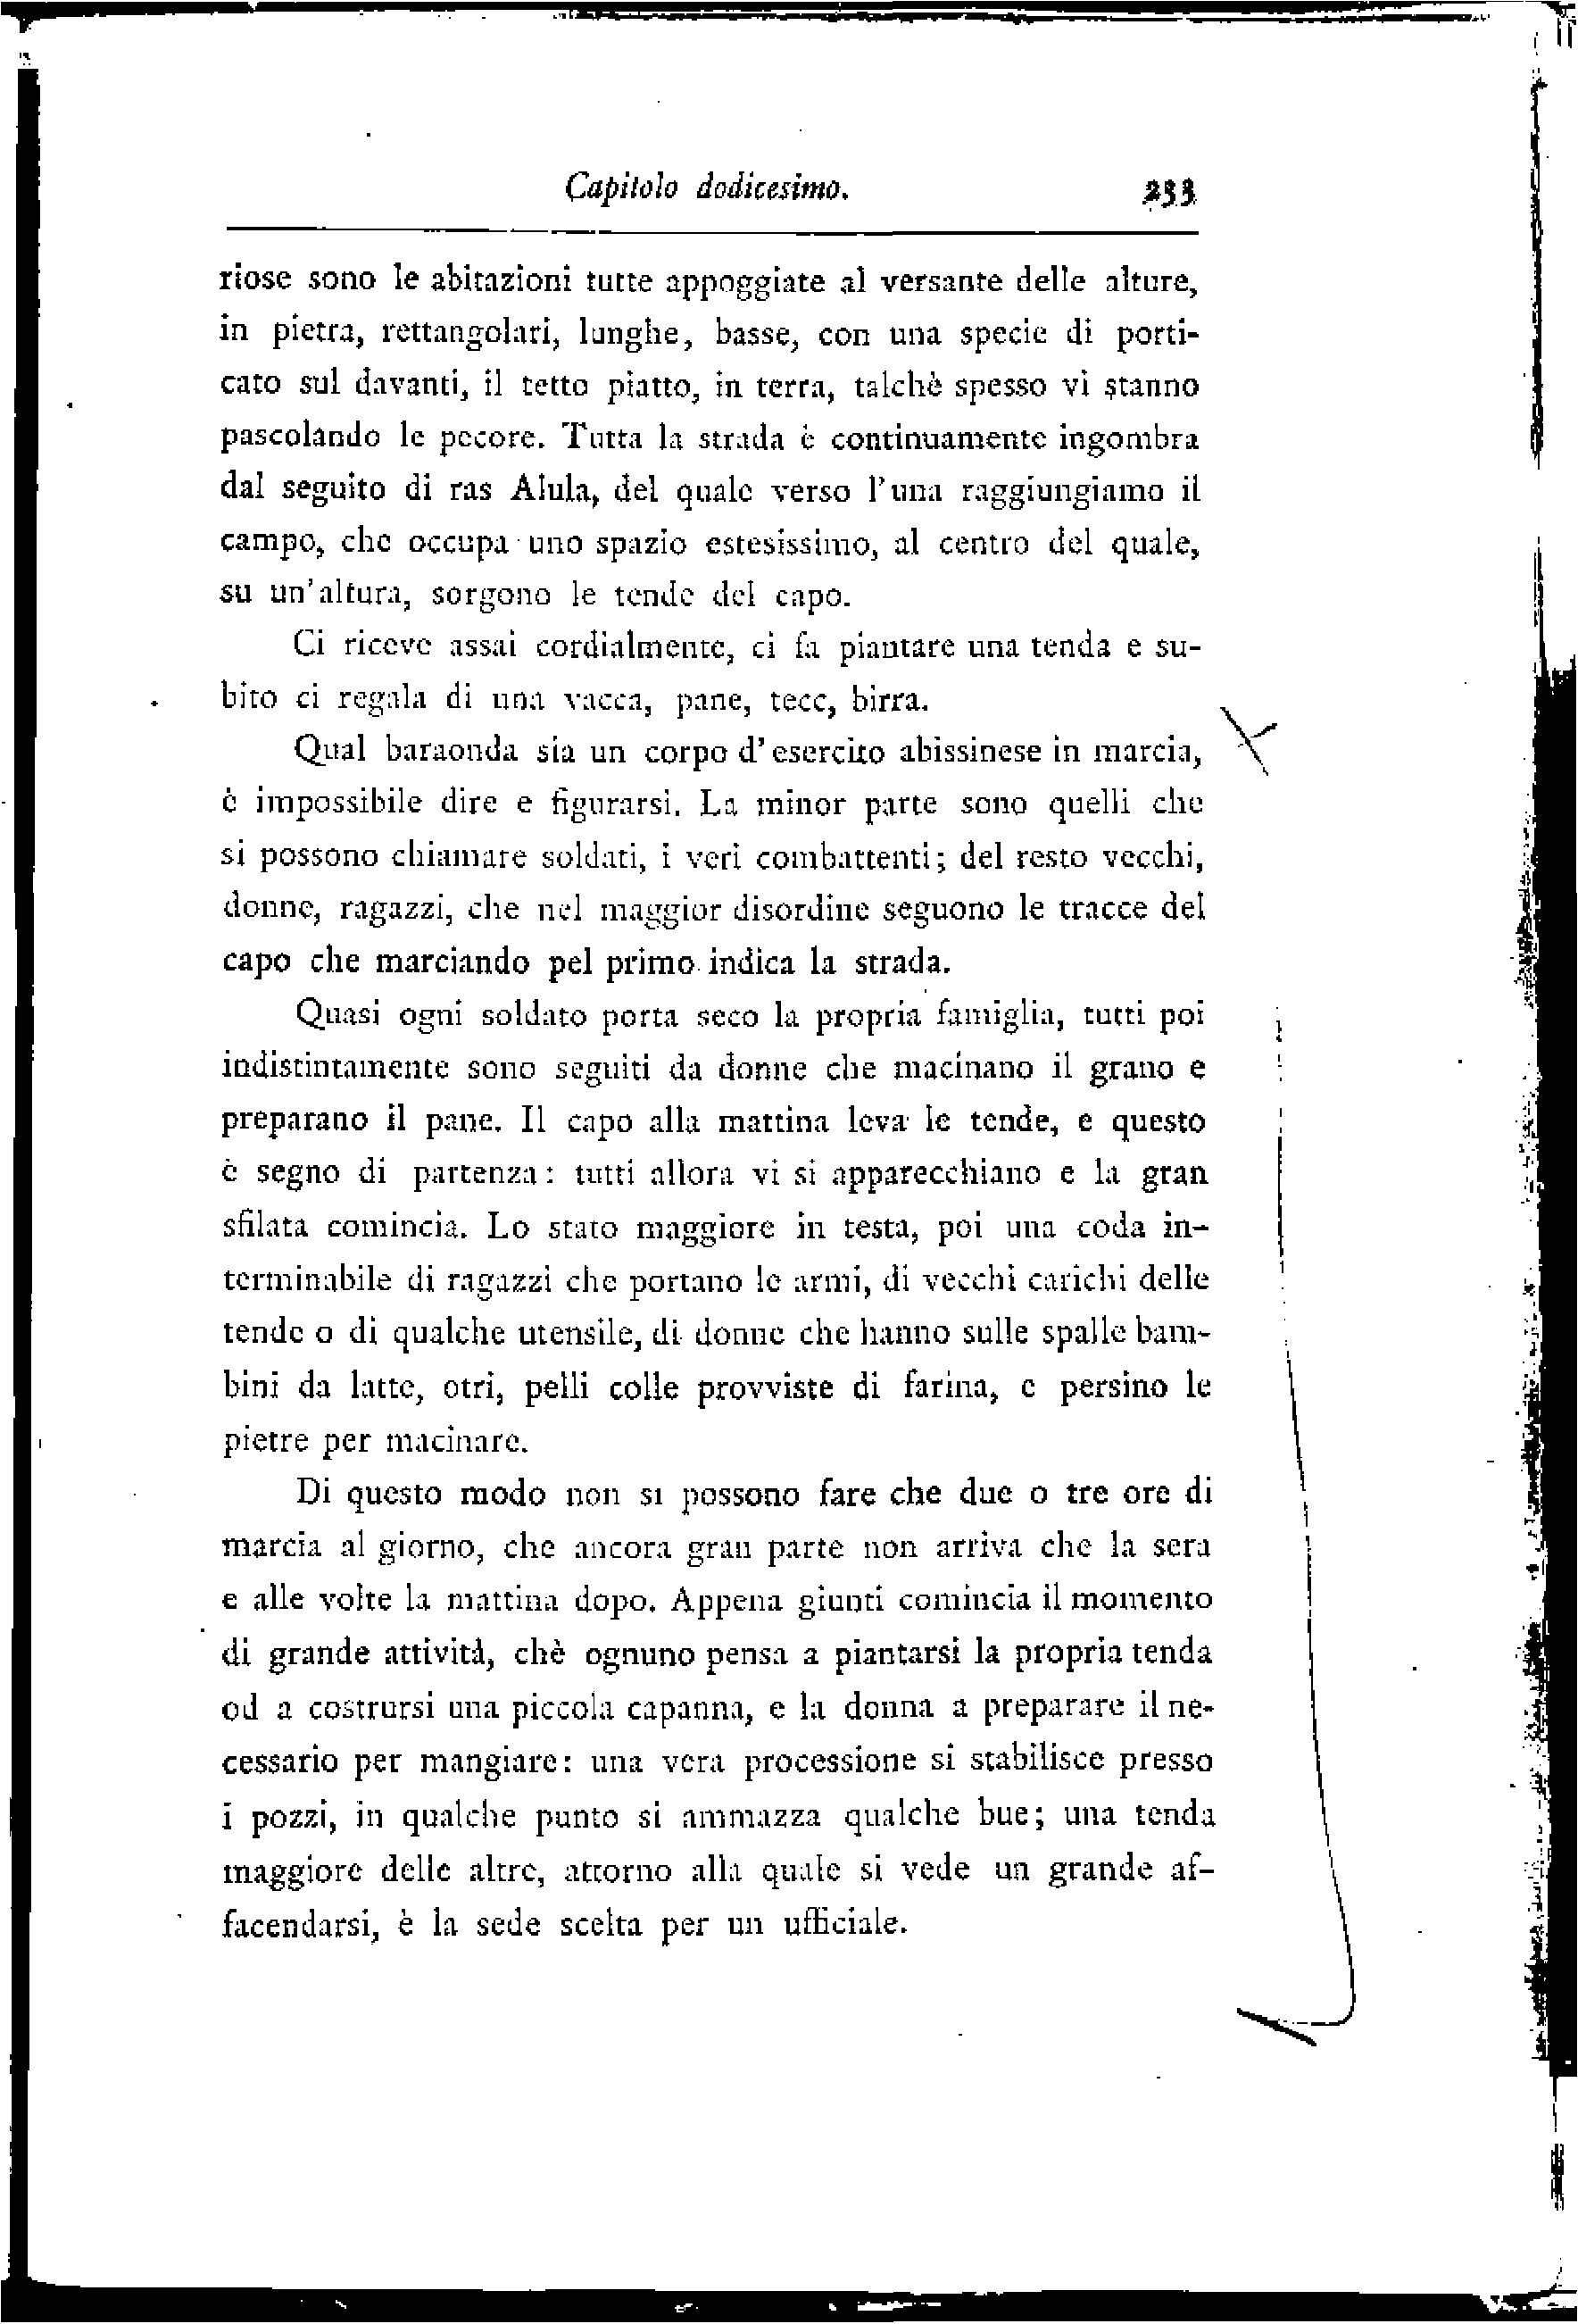 Capitolo dodicesimo. 233
riose sono le abitazioni tutte appoggiate al versante delle alture,
in pietra, rettangolari, lunghe, basse, con una specie di porti-
cato sul davanti, il tetto piatto, in terra, talchè spesso vi stanno
pascolando le pecore. Tutta la strada è continuamente ingombra
dal seguito di ras Alula, del quale verso l'una raggiungiamo il
campo, che occupa uno spazio estesissimo, al centro del quale,
su un'altura, sorgono le tende del capo.
Ci riceve assai cordialmente, ci fa piantare una tenda e su-
bito ci regala di una vacca, pane, tecc, birra.
Qual baraonda sia un corpo d'esercito abissinese in marcia,
è impossibile dire e figurarsi. La minor parte sono quelli che
si possono chiamare soldati, i veri combattenti; del resto vecchi,
donne, ragazzi, che nel maggior disordine seguono le tracce del
capo che marciando pel primo indica la strada.
Quasi ogni soldato porta seco la propria famiglia, tutti poi
indistintamente sono seguiti da donne che macinano il grano e
preparano il pane. Il capo alla mattina leva le tende, e questo
è segno di partenza: tutti allora vi si apparecchiano e la gran
sfilata comincia. Lo stato maggiore in testa, poi una coda in-
terminabile di ragazzi che portano le armi, di vecchi carichi delle
tende o di qualche utensile, di donne che hanno sulle spalle bam-
bini da latte, otri, pelli colle provviste di farina, e persino le
pietre per macinare.
Di questo modo non si possono fare che due o tre ore di
marcia al giorno, che ancora gran parte non arriva che la sera
e alle volte la mattina dopo. Appena giunti comincia il momento
di grande attività, chè ognuno pensa a piantarsi la propria tenda
od a costrursi una piccola capanna, e la donna a preparare il ne-
cessario per mangiare: una vera processione si stabilisce presso
i pozzi, in qualche punto si ammazza qualche bue; una tenda
maggiore delle altre, attorno alla quale si vede un grande af-
facendarsi, è la sede scelta per un ufficiale.